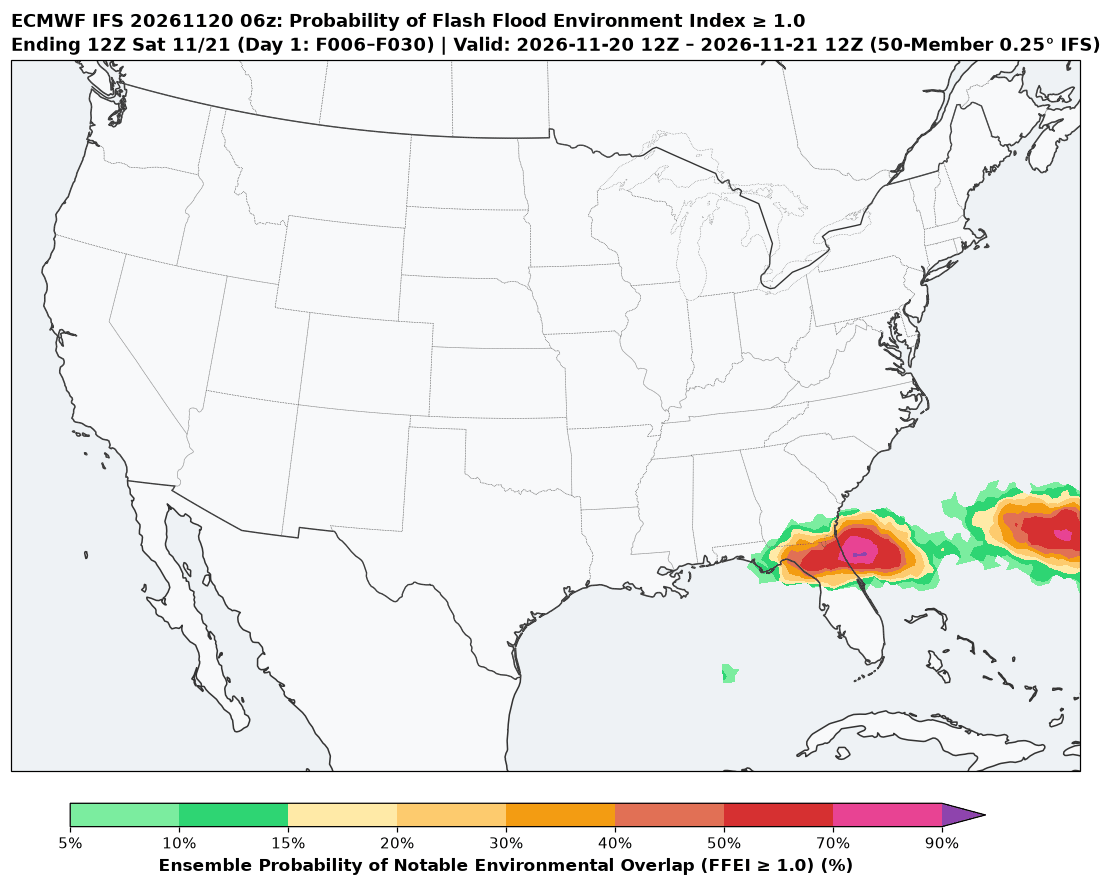 ECMWF IFS 20261120 06z: Probability of Flash Flood Environment Index ≥ 1.0
Ending 12Z Sat 11/21 (Day 1: F006–F030) | Valid: 2026-11-20 12Z – 2026-11-21 12Z (50-Member 0.25° IFS)
5% 10% 15% 20% 30% 40% 50% 70% 90%
Ensemble Probability of Notable Environmental Overlap (FFEI ≥ 1.0) (%)